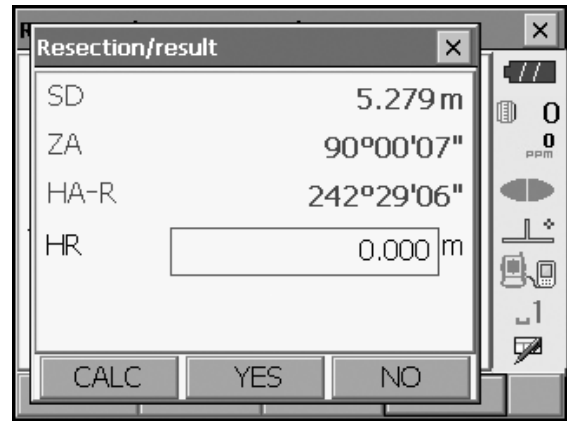 R
Resection/result
SD 5.279 m
ZA 90°00'07"
HA-R 242°29'06"
HR 0.000 m
CALC YES NO
0
0
PPM
1